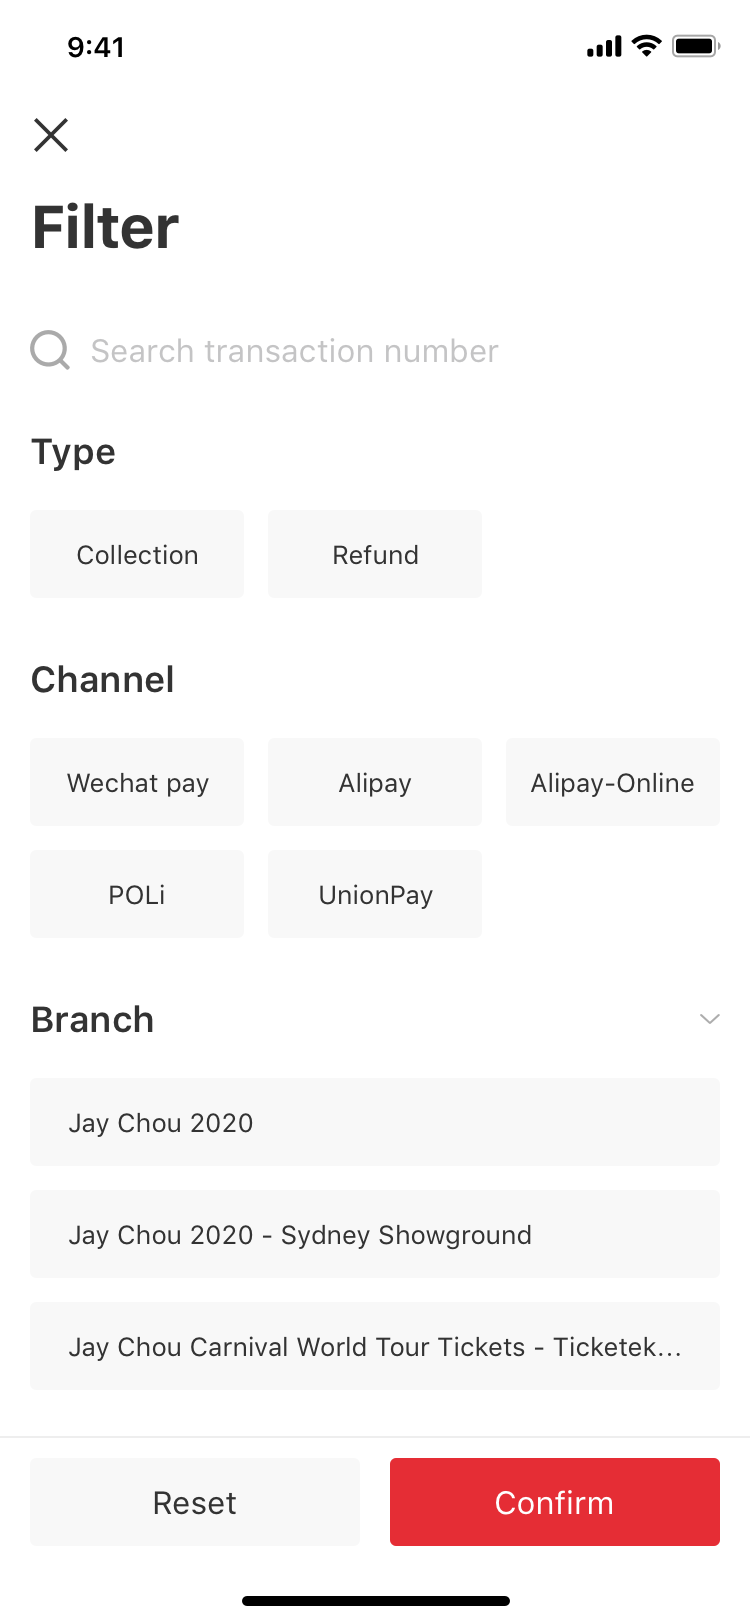 9:41
Filter
Search transaction number
Type
Collection Refund
Channel
Wechat pay Alipay Alipay-Online
POLi UnionPay
Branch
Jay Chou 2020
Jay Chou 2020 - Sydney Showground
Jay Chou Carnival World Tour Tickets - Ticketek...
Reset Confirm